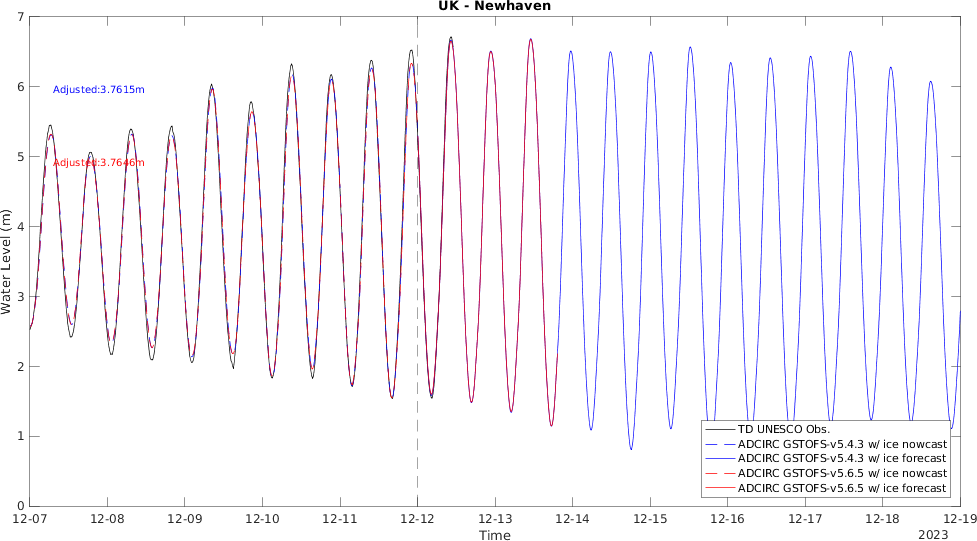 UK - Newhaven
7
6
5
4
3
2
1
0
Water Level (m)
Adjusted:3.7615m
Adjusted:3.7646m
TD UNESCO Obs.
ADCIRC GSTOFS-v5.4.3 w/ ice nowcast
ADCIRC GSTOFS-v5.4.3 w/ ice forecast
ADCIRC GSTOFS-v5.6.5 w/ ice nowcast
ADCIRC GSTOFS-v5.6.5 w/ ice forecast
12-07 12-08 12-09 12-10 12-11 12-12 12-13 12-14 12-15 12-16 12-17 12-18 12-19
Time
2023